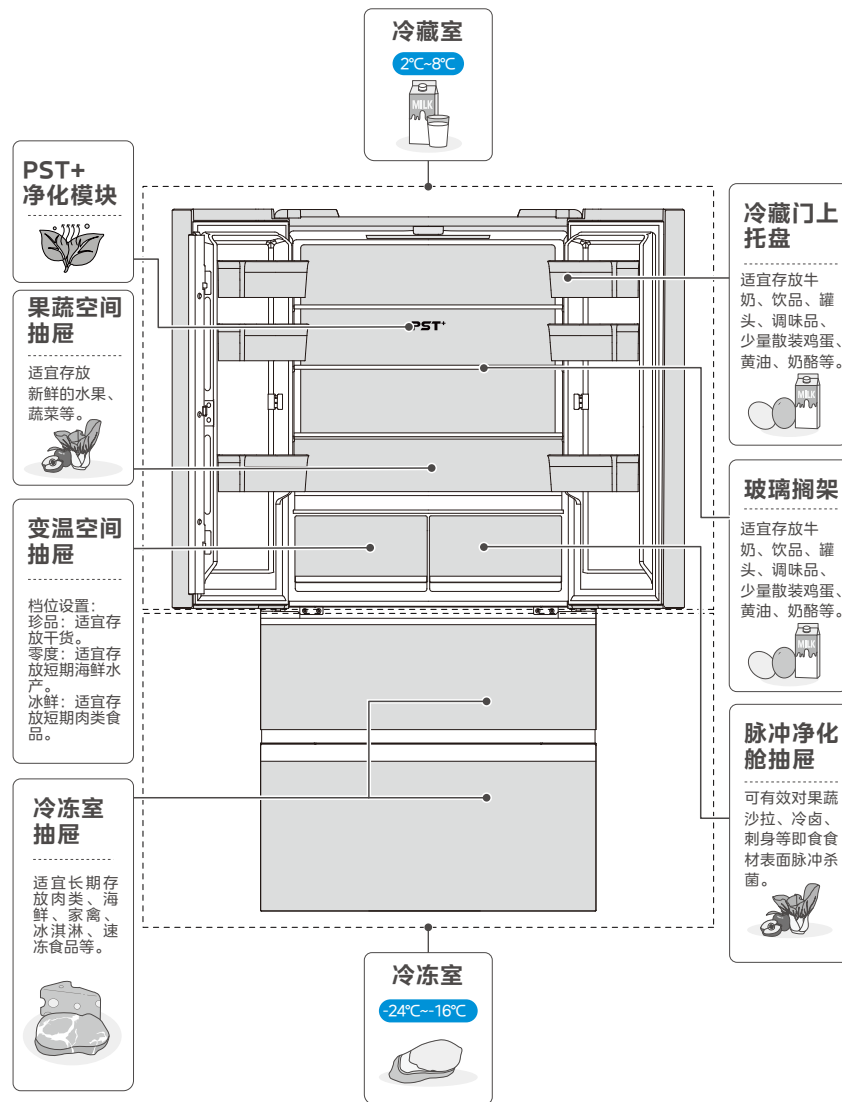 冷藏室
2℃~8℃
MILK
PST+
净化模块
果蔬空间
抽屉
适宜存放
新鲜的水果、
蔬菜等。
变温空间
抽屉
档位设置：
珍品：适宜存
放干货。
零度：适宜存
放短期海鲜水
产。
冰鲜：适宜存
放短期肉类食
品。
冷冻室
抽屉
适宜长期存
放肉类、海
鲜、家禽、
冰淇淋、速
冻食品等。
PST+
冷藏门上
托盘
适宜存放牛
奶、饮品、罐
头、调味品、
少量散装鸡蛋、
黄油、奶酪等。
MILK
玻璃搁架
适宜存放牛
奶、饮品、罐
头、调味品、
少量散装鸡蛋、
黄油、奶酪等。
MILK
脉冲净化
舱抽屉
可有效对果蔬
沙拉、冷卤、
刺身等即食食
材表面脉冲杀
菌。
冷冻室
-24℃~-16℃